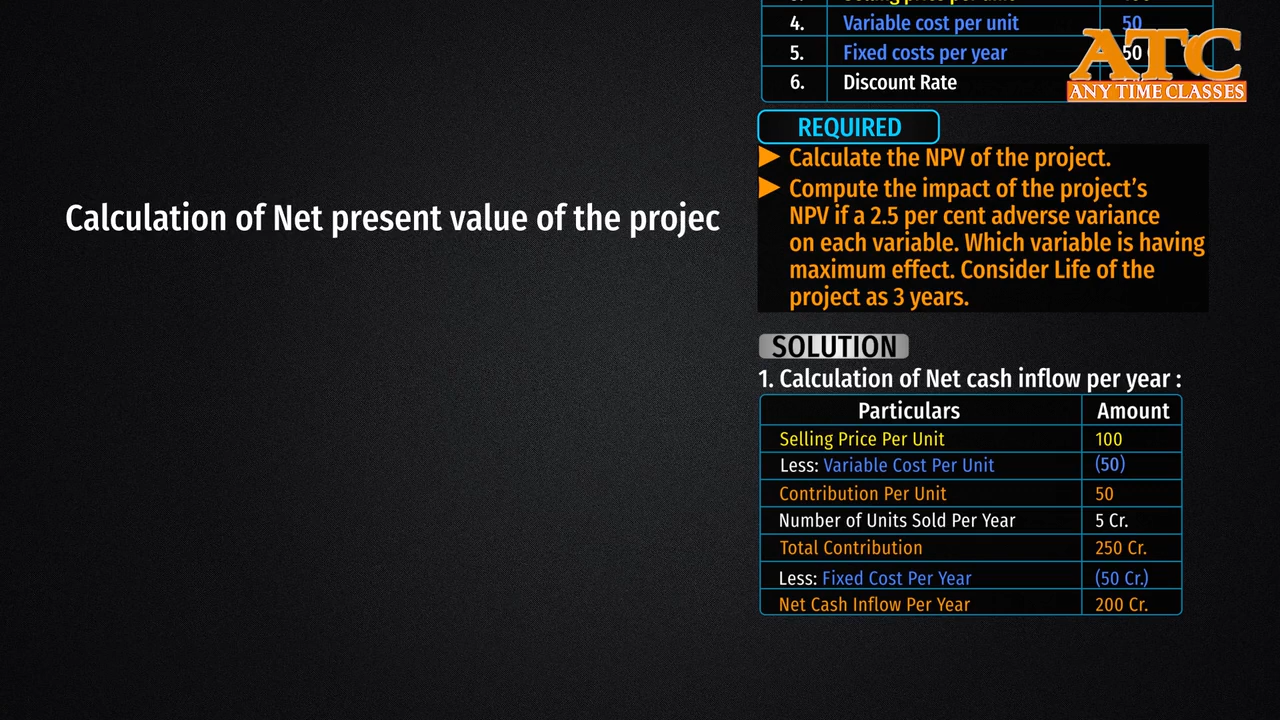 Calculation of Net present value of the projec
4. Variable cost per unit 50
5. Fixed costs per year 50
6. Discount Rate
ATC
ANY TIME CLASSES
REQUIRED
▶ Calculate the NPV of the project.
▶ Compute the impact of the project's
NPV if a 2.5 per cent adverse variance
on each variable. Which variable is having
maximum effect. Consider Life of the
project as 3 years.
SOLUTION
1. Calculation of Net cash inflow per year :
Particulars Amount
Selling Price Per Unit 100
Less: Variable Cost Per Unit (50)
Contribution Per Unit 50
Number of Units Sold Per Year 5 Cr.
Total Contribution 250 Cr.
Less: Fixed Cost Per Year (50 Cr.)
Net Cash Inflow Per Year 200 Cr.